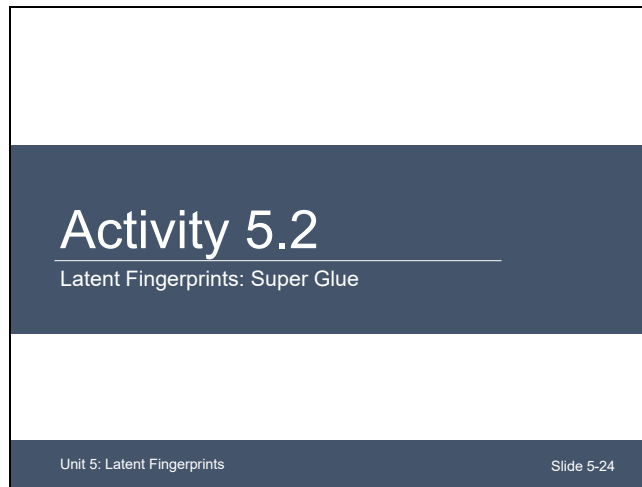 Activity 5.2
Latent Fingerprints: Super Glue
Unit 5: Latent Fingerprints
Slide 5-24